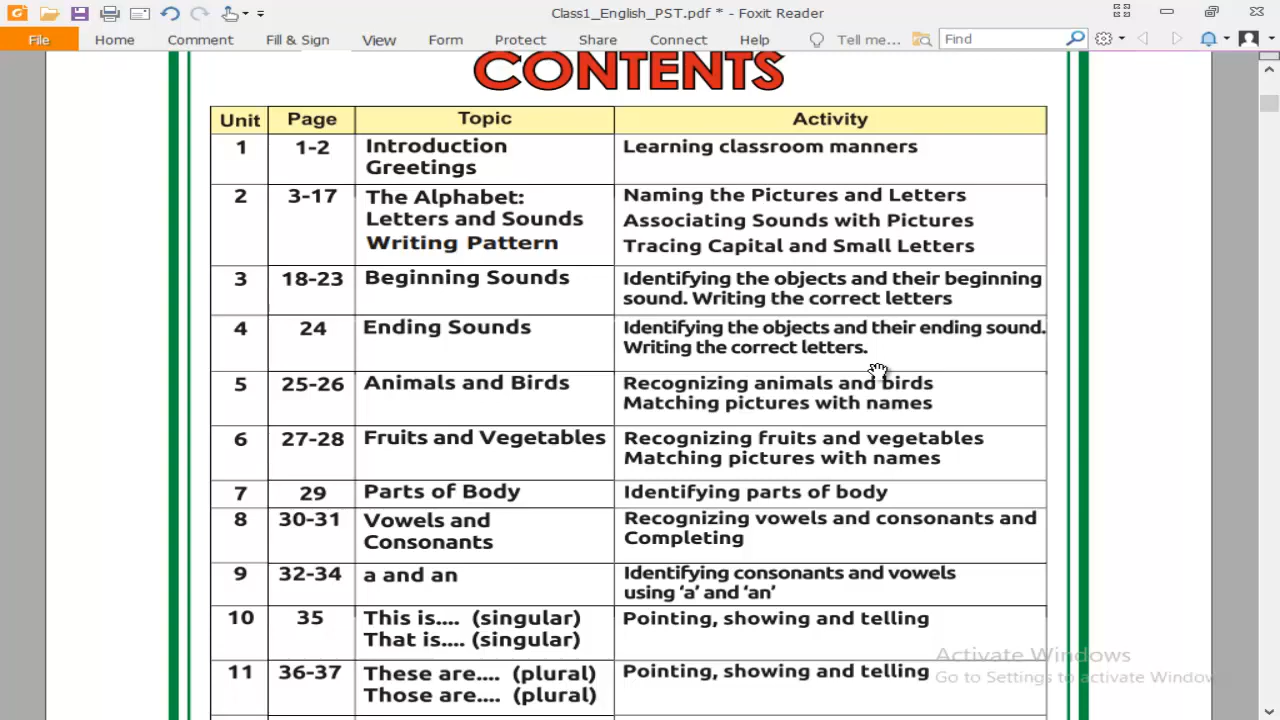 Class1_English_PST.pdf * - Foxit Reader
File Home Comment Fill & Sign View Form Protect Share Connect Help Tell me... Find
CONTENTS
Unit Page Topic Activity
1 1-2 Introduction Learning classroom manners
Greetings
2 3-17 The Alphabet: Naming the Pictures and Letters
Letters and Sounds Associating Sounds with Pictures
Writing Pattern Tracing Capital and Small Letters
3 18-23 Beginning Sounds Identifying the objects and their beginning
sound. Writing the correct letters
4 24 Ending Sounds Identifying the objects and their ending sound.
Writing the correct letters.
5 25-26 Animals and Birds Recognizing animals and birds
Matching pictures with names
6 27-28 Fruits and Vegetables Recognizing fruits and vegetables
Matching pictures with names
7 29 Parts of Body Identifying parts of body
8 30-31 Vowels and Recognizing vowels and consonants and
Consonants Completing
9 32-34 a and an Identifying consonants and vowels
using ‘a’ and ‘an’
10 35 This is.... (singular) Pointing, showing and telling
That is.... (singular)
11 36-37 These are.... (plural) Pointing, showing and telling
Those are.... (plural)
Activate Windows
Go to Settings to activate Window